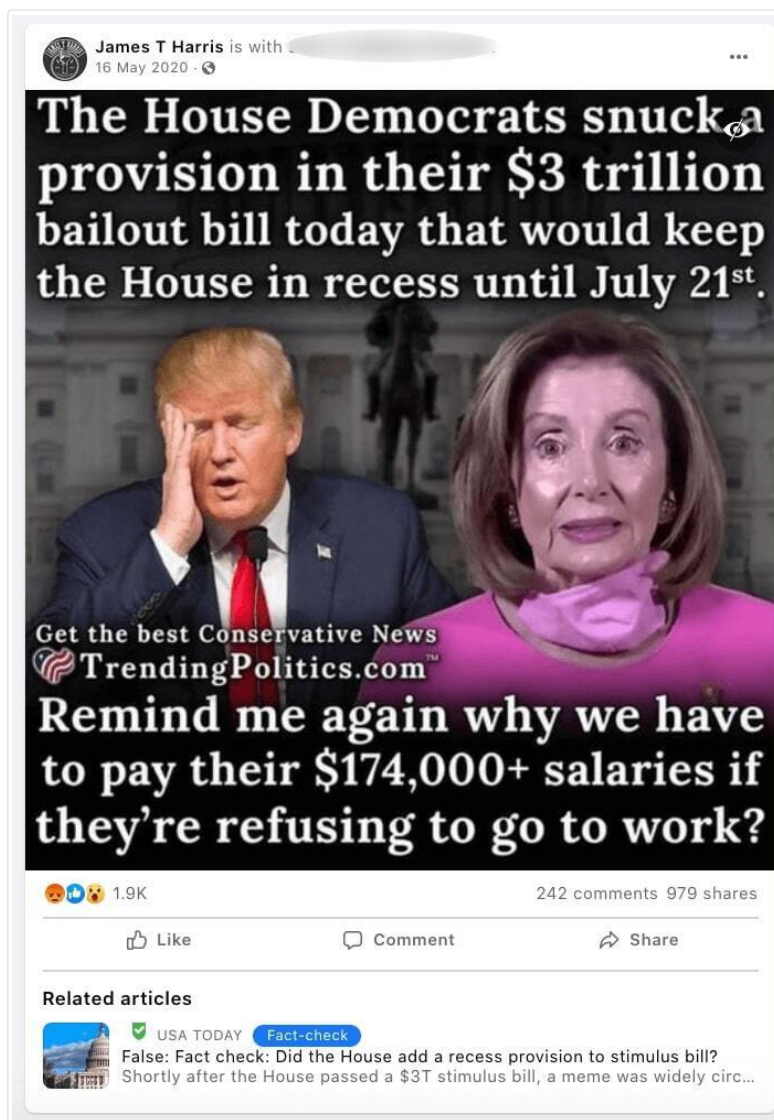 James T Harris is with
16 May 2020 ·
The House Democrats snuck a
provision in their $3 trillion
bailout bill today that would keep
the House in recess until July 21st.
Get the best Conservative News
TrendingPolitics.com™
Remind me again why we have
to pay their $174,000+ salaries if
they're refusing to go to work?
1.9K
242 comments 979 shares
Like
Comment
Share
Related articles
USA TODAY Fact-check
False: Fact check: Did the House add a recess provision to stimulus bill?
Shortly after the House passed a $3T stimulus bill, a meme was widely circ...